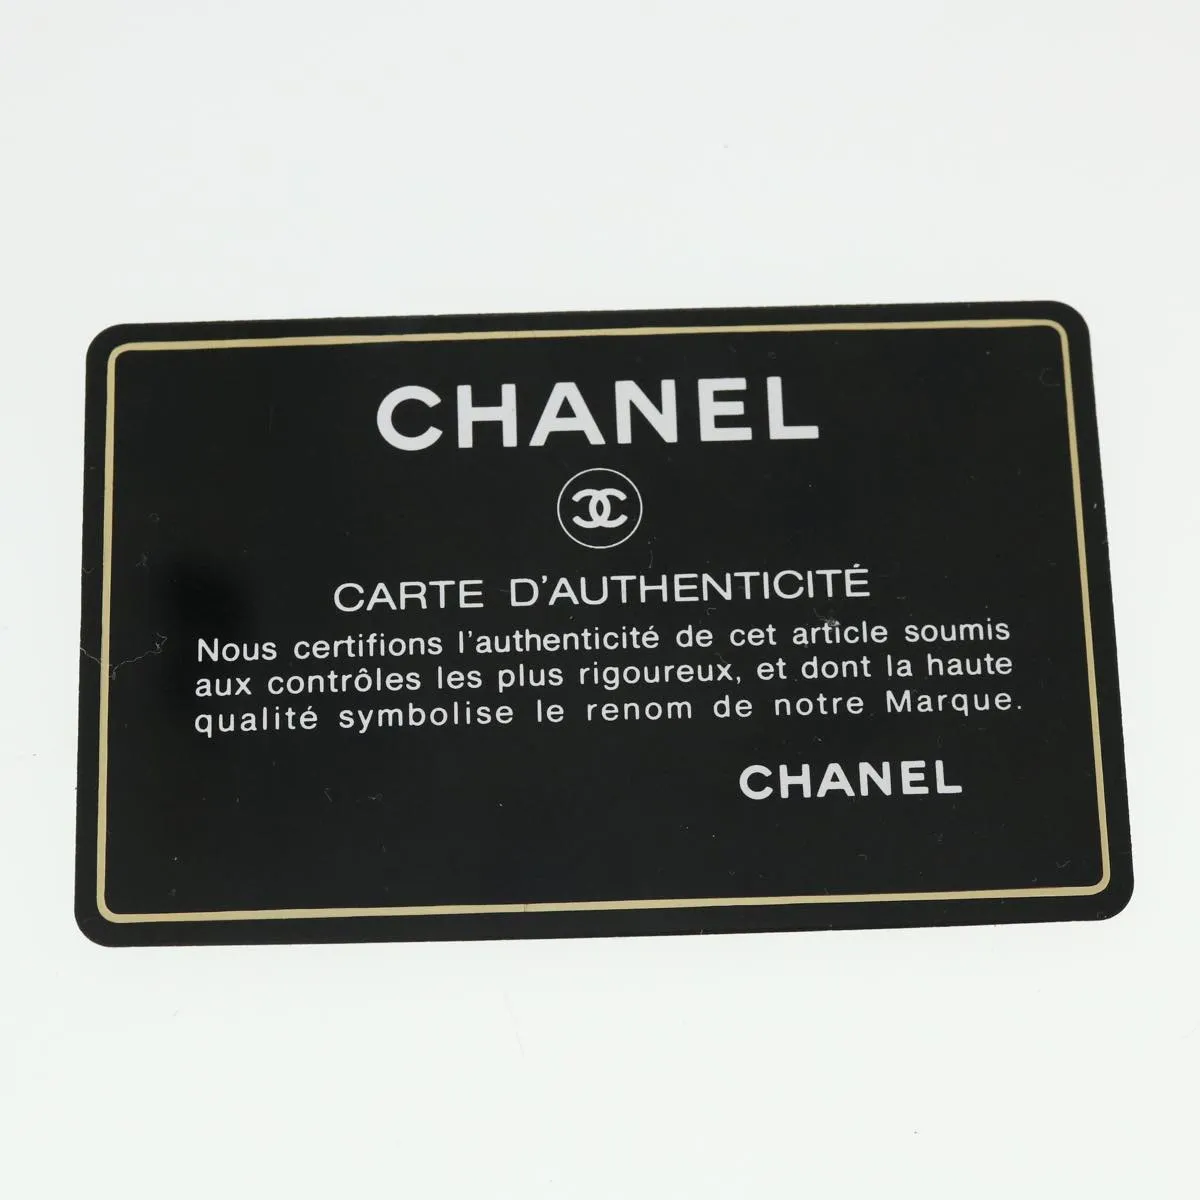 CHANEL
CARTE D'AUTHENTICITÉ
Nous certifions l'authenticité de cet article soumis
aux contrôles les plus rigoureux, et dont la haute
qualité symbolise le renom de notre Marque.
CHANEL